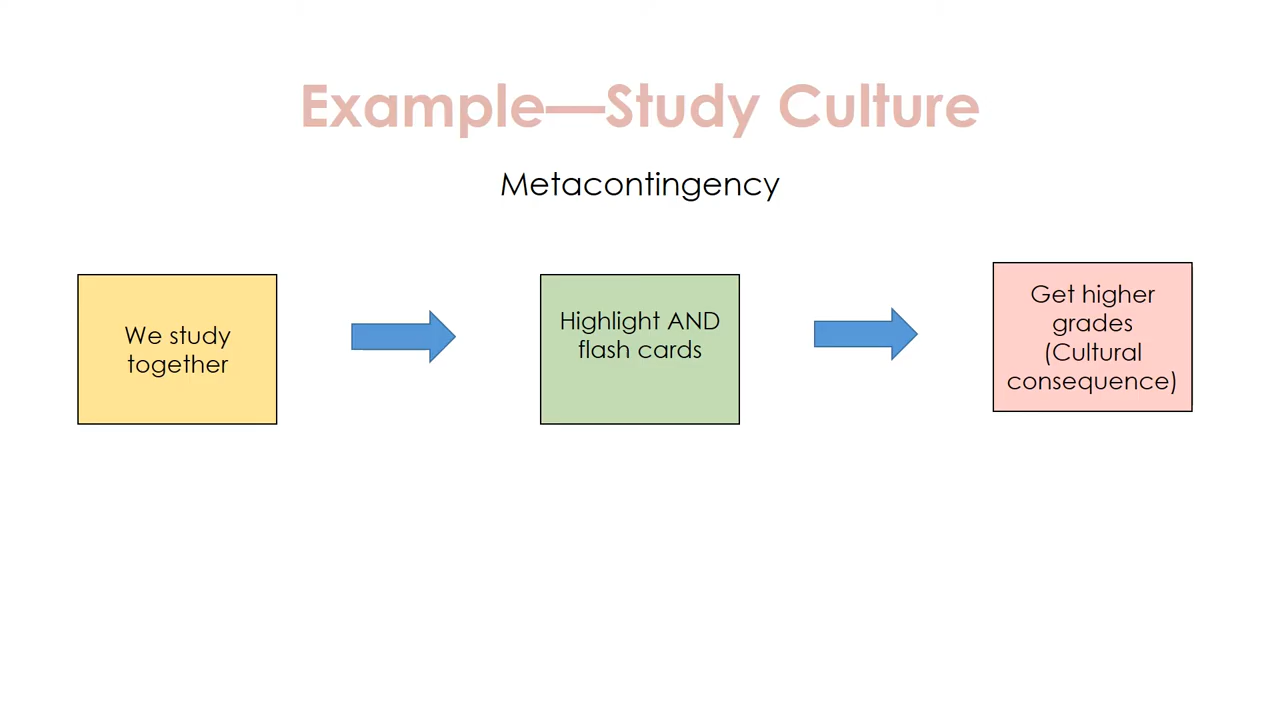 Example—Study Culture
Metacontingency
We study
together
Highlight AND
flash cards
Get higher
grades
(Cultural
consequence)